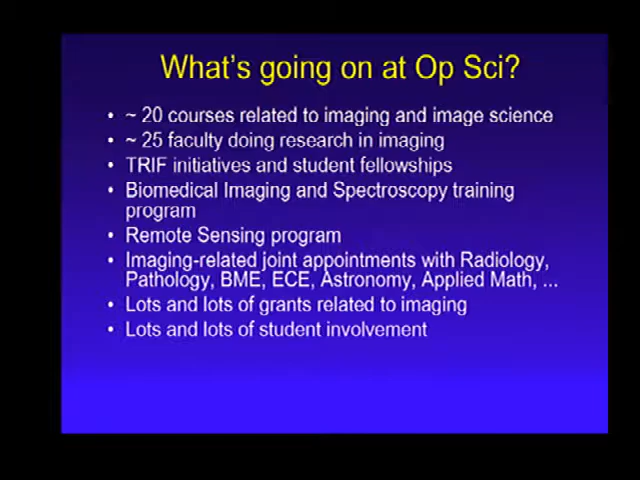 What's going on at Op Sci?
• ~ 20 courses related to imaging and image science
• ~ 25 faculty doing research in imaging
• TRIF initiatives and student fellowships
• Biomedical Imaging and Spectroscopy training
program
• Remote Sensing program
• Imaging-related joint appointments with Radiology,
Pathology, BME, ECE, Astronomy, Applied Math, ...
• Lots and lots of grants related to imaging
• Lots and lots of student involvement